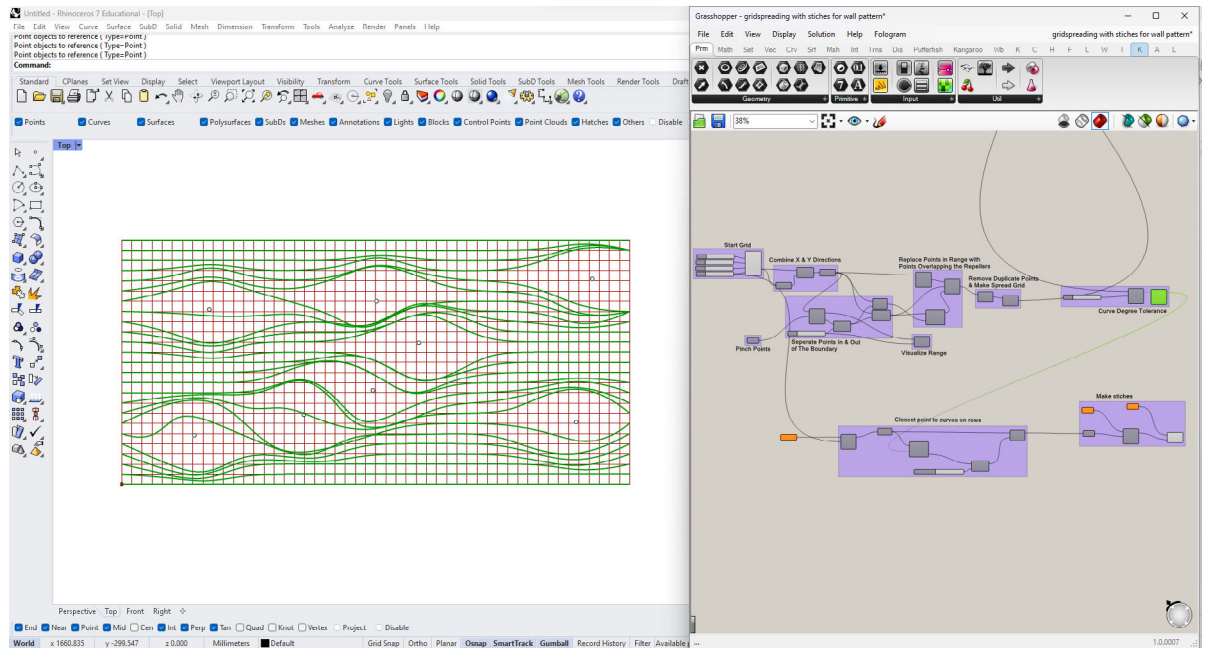 Untitled - Rhinoceros 7 Educational - [Top]
File Edit View Curve Surface SubD Solid Mesh Dimension Transform Tools Analyze Render Panels Help
Point objects to reference ( Type=Point )
Point objects to reference ( Type=Point )
Point objects to reference ( Type=Point )
Command:
Standard CPlanes Set View Display Select Viewport Layout Visibility Transform Curve Tools Surface Tools Solid Tools SubD Tools Mesh Tools Render Tools Draft
Points Curves Surfaces Polysurfaces SubDs Meshes Annotations Lights Blocks Control Points Point Clouds Hatches Others Disable
Top
Perspective Top Front Right
End Near Point Mid Cen Int Perp Tan Quad Knot Vertex Project Disable
World x 1660.835 y -299.547 z 0.000 Millimeters Default Grid Snap Ortho Planar Osnap SmartTrack Gumball Record History Filter Available
Grasshopper - gridspreading with stiches for wall pattern*
File Edit View Display Solution Help Fologram gridspreading with stiches for wall pattern*
Prm Math Set Vec Crv Srf Msh Int Trns Dis Pufferfish Kangaroo Wb K C H F L W T K A L
Geometry Primitive Input Util
38%
Start Grid
Combine X & Y Directions
Replace Points in Range with
Points Overlapping the Repellers
Remove Duplicate Points
& Make Spread Grid
Curve Degree Tolerance
Pinch Points
Seperate Points In & Out
of The Boundary
Visualize Range
Make stiches
Closest point to curves on rows
1.0.0007